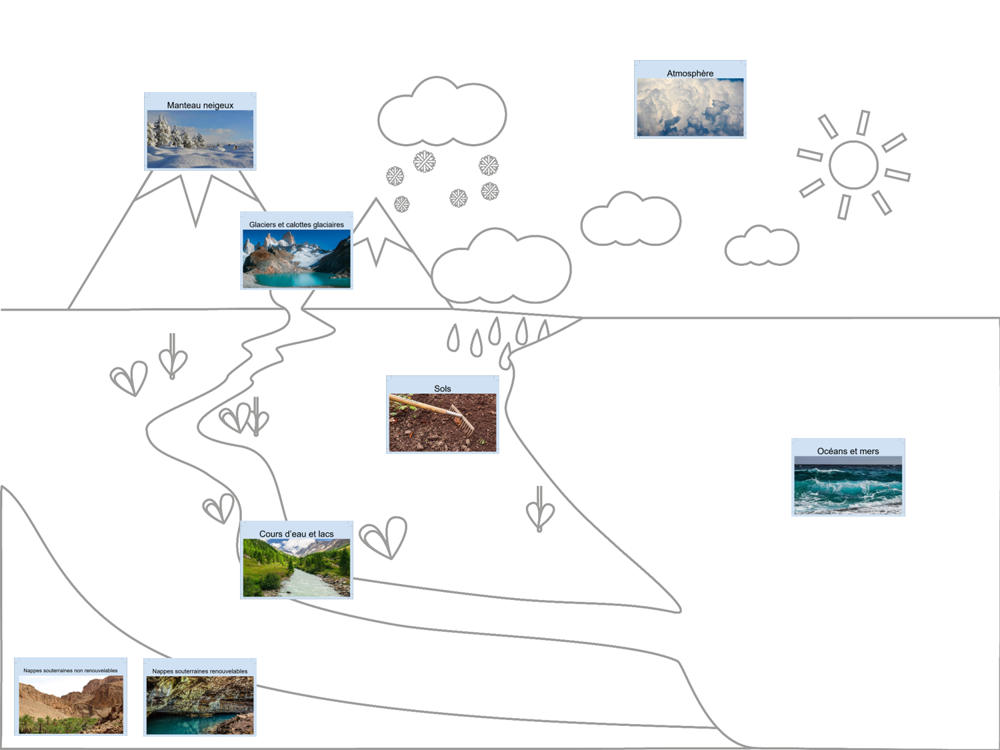 Atmosphère
Manteau neigeux
Glaciers et calottes glaciaires
Sols
Océans et mers
Cours d'eau et lacs
Nappes souterraines non renouvelables
Nappes souterraines renouvelables